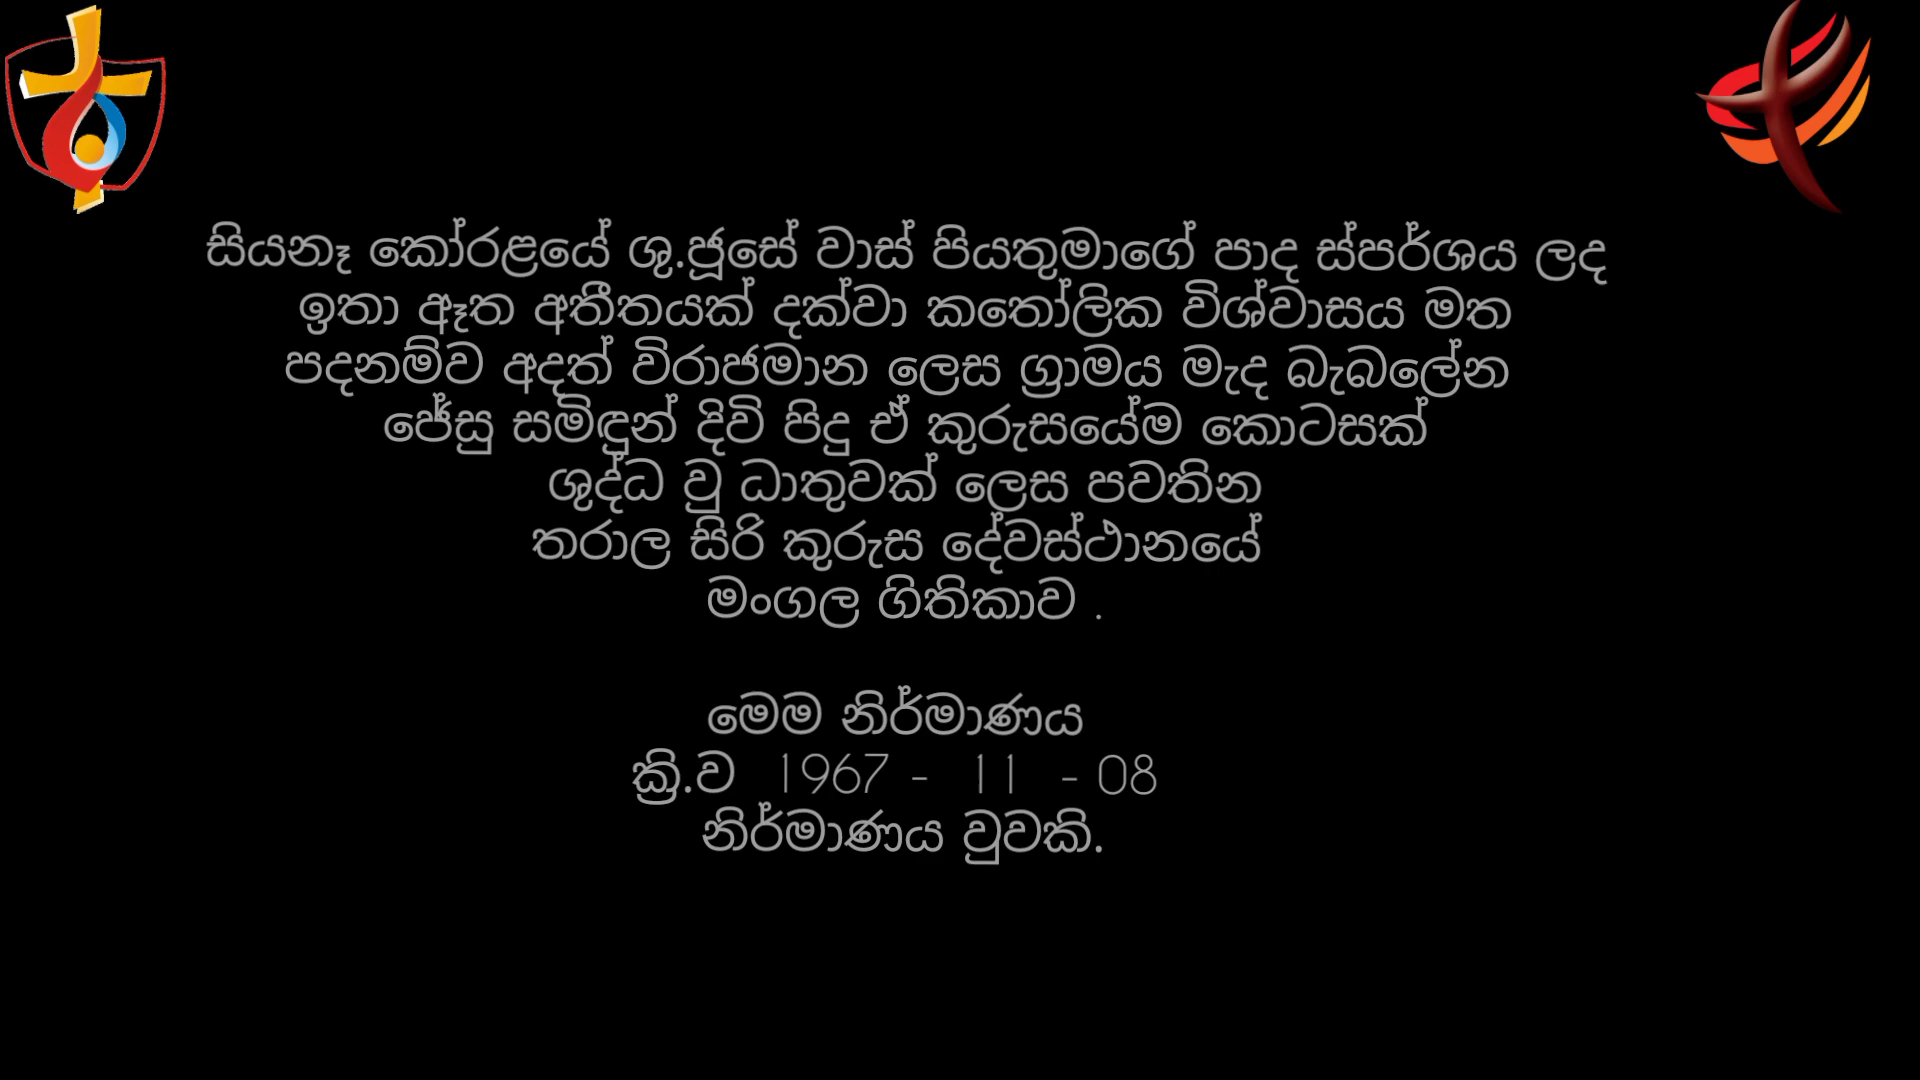 සියනෑ කෝරළයේ ශු.ජූසේ වාස් පියතුමාගේ පාද ස්පර්ශය ලද
ඉතා ඈත අතීතයක් දක්වා කතෝලික විශ්වාසය මත
පදනම්ව අදත් විරාජමාන ලෙස ග්‍රාමය මැද බැබලේන
ජේසු සමිඳුන් දිවි පිදු ඒ කුරුසයේම කොටසක්
ශුද්ධ වු ධාතුවක් ලෙස පවතින
තරාල සිරි කුරුස දේවස්ථානයේ
මංගල ගිතිකාව .
මෙම නිර්මාණය
ක්‍රි.ව 1967 - 11 - 08
නිර්මාණය වුවකි.